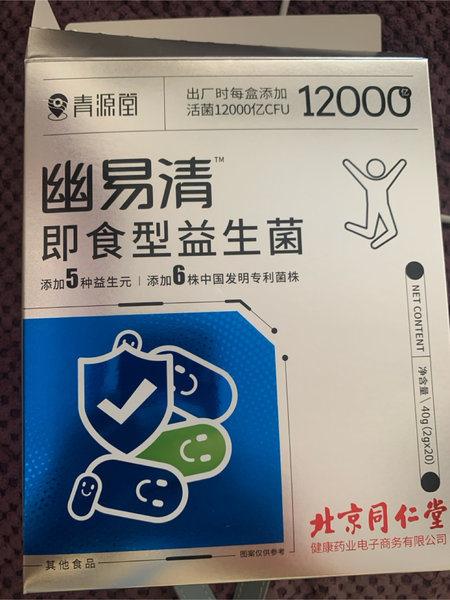 青源堂
出厂时每盒添加
活菌12000亿CFU
12000亿
幽易清™
即食型益生菌
添加5种益生元 | 添加6株中国发明专利菌株
NET CONTENT
净含量 \ 40g (2g×20)
北京同仁堂
健康药业电子商务有限公司
图案仅供参考
其他食品